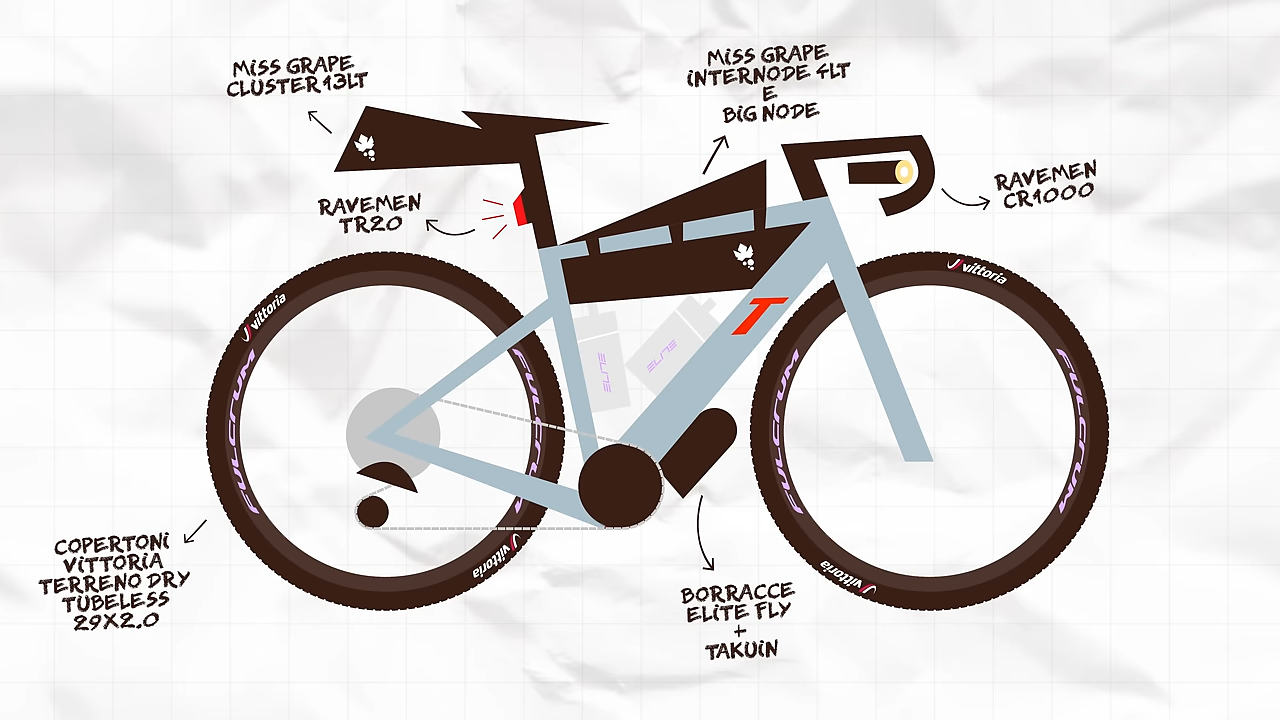 MISS GRAPE
CLUSTER 13LT
MISS GRAPE
INTERNODE 4LT
E
BIG NODE
RAVEMEN
CR1000
RAVEMEN
TR20
vittoria
vittoria
FULCRUM
FULCRUM
FULCRUM
FULCRUM
T
ELITE
ELITE
vittoria
vittoria
COPERTONI
VITTORIA
TERRENO DRY
TUBELESS
29X2.0
BORRACCE
ELITE FLY
+
TAKUIN